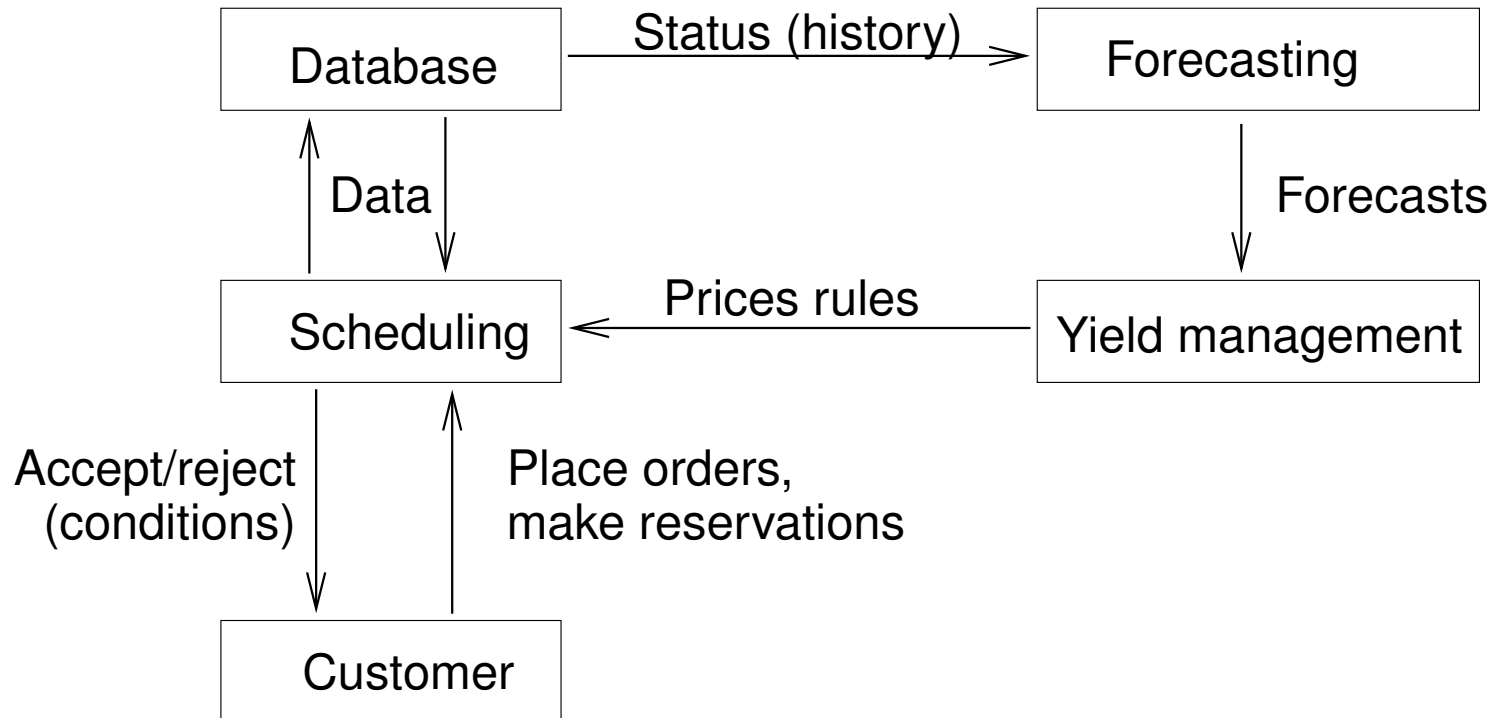 Database
Status (history)
Forecasting
Data
Forecasts
Scheduling
Prices rules
Yield management
Accept/reject
(conditions)
Place orders,
make reservations
Customer